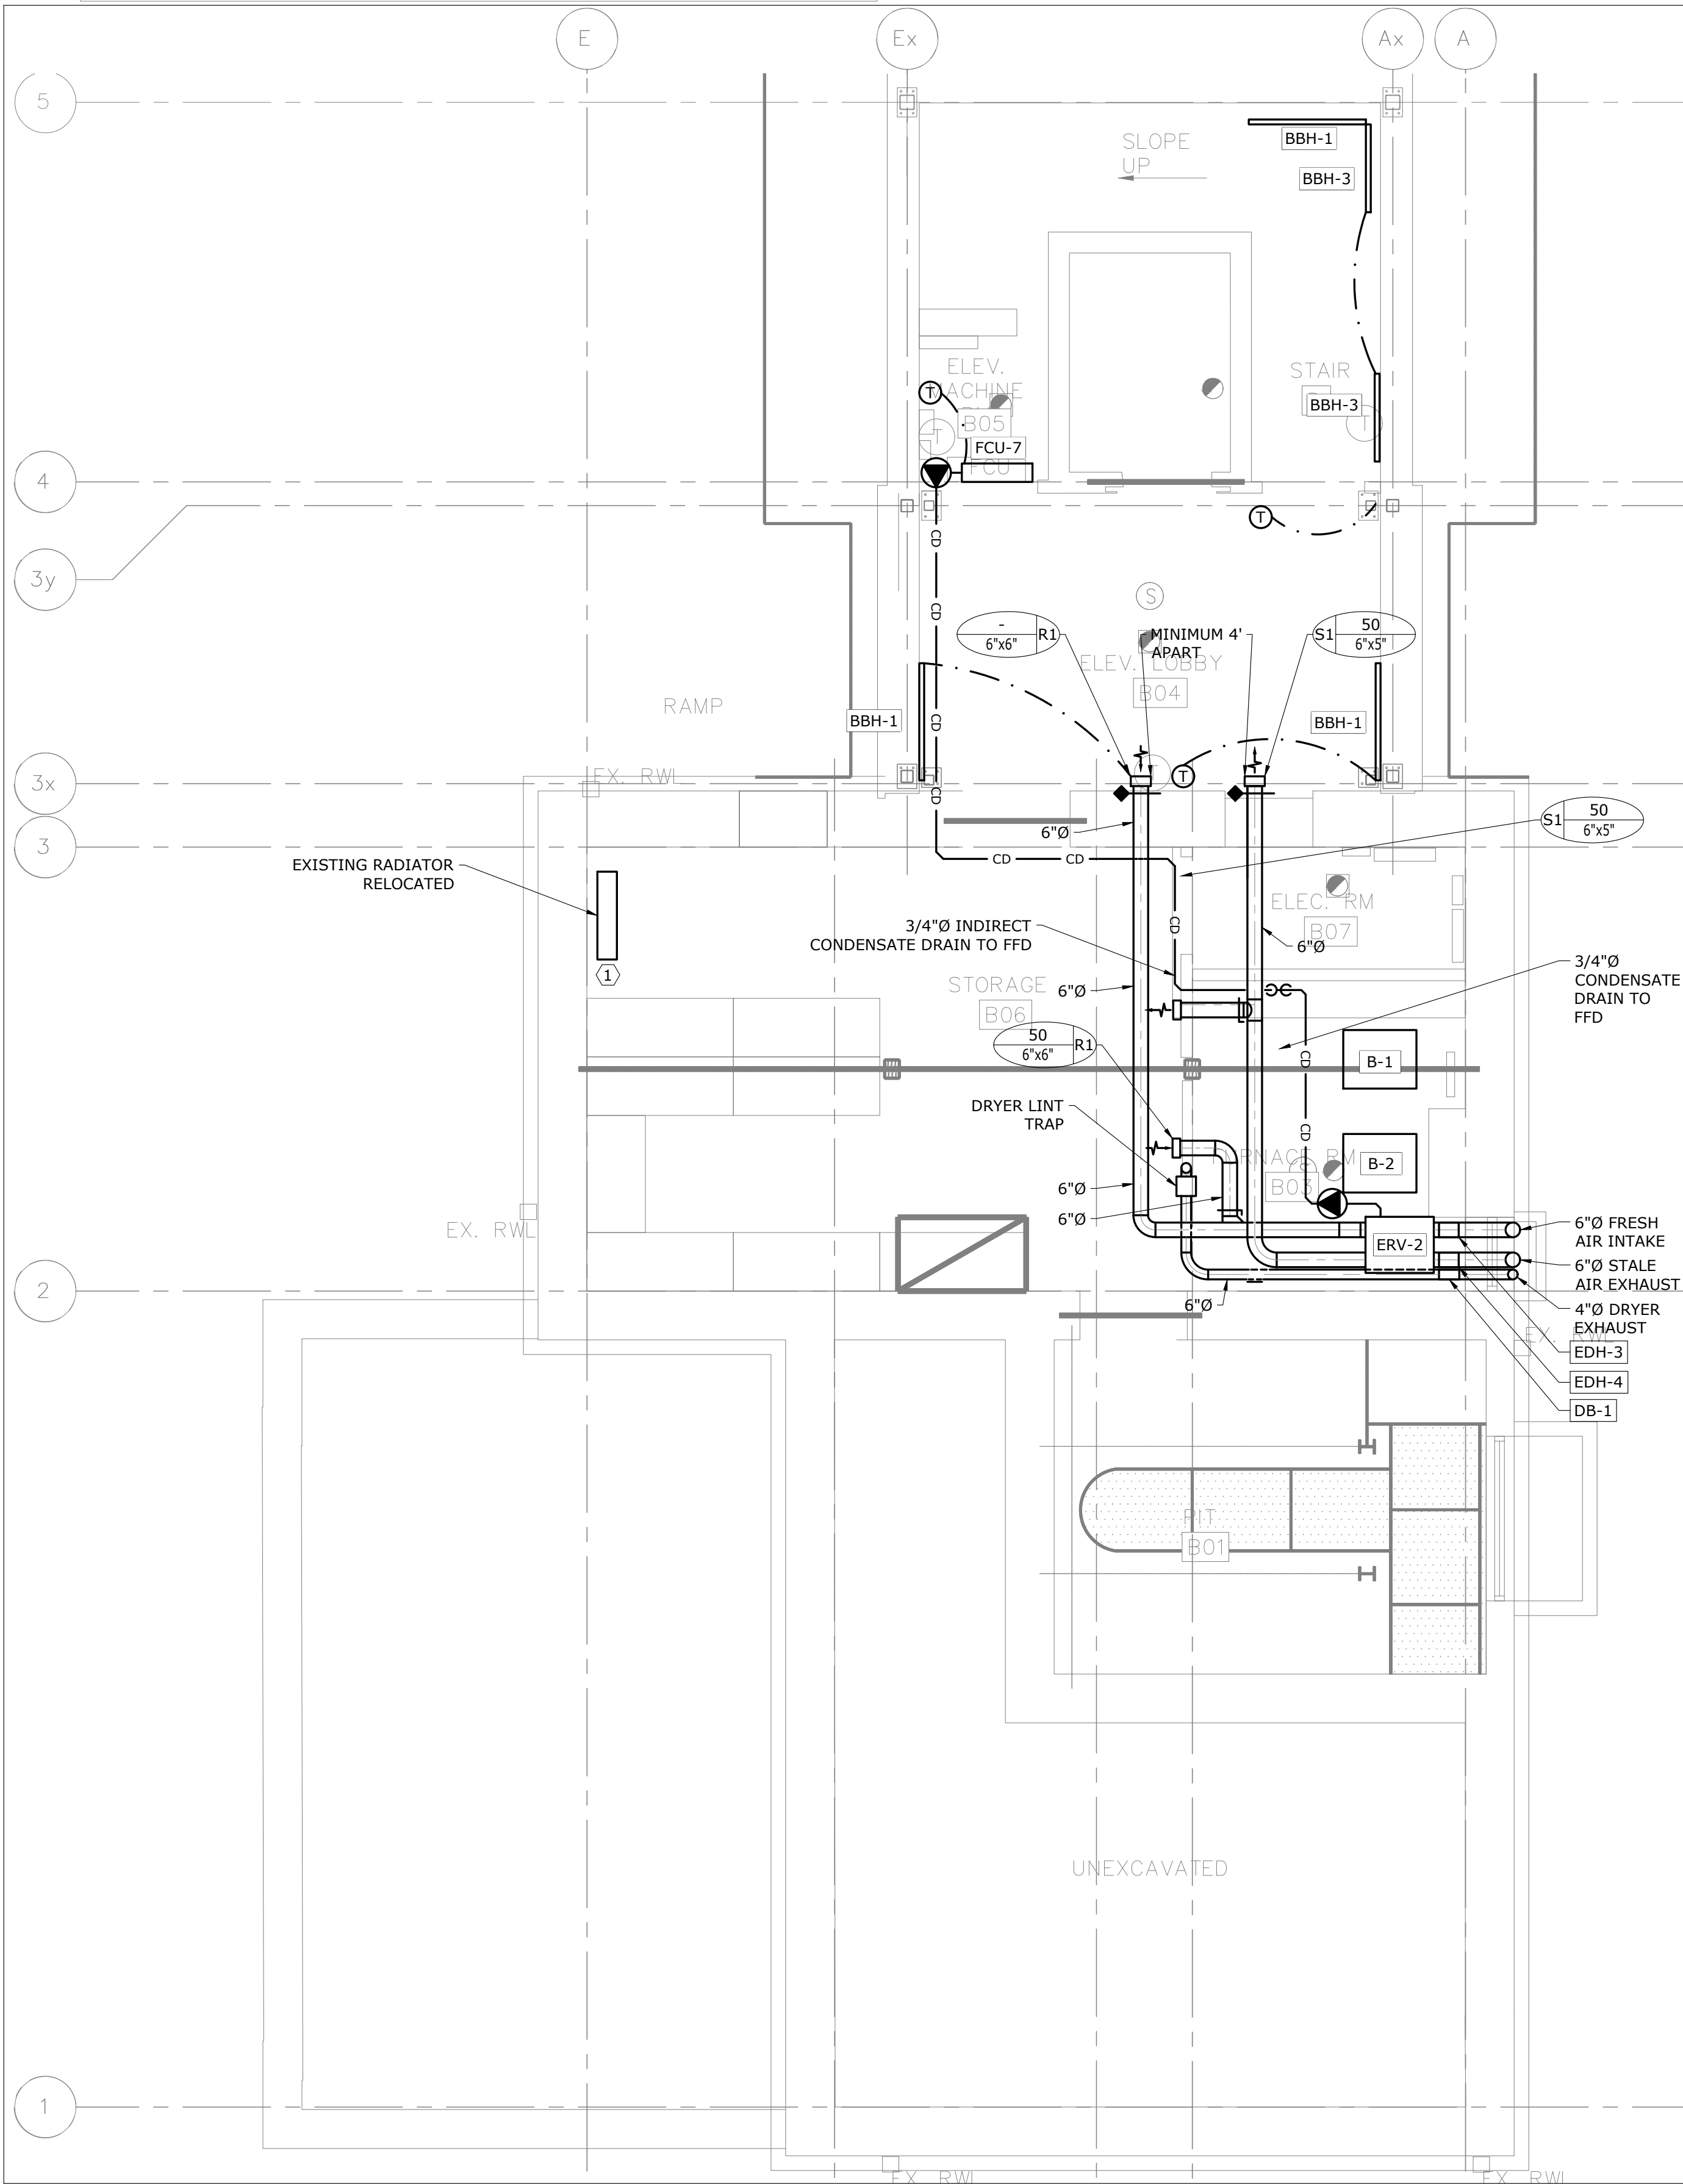 E
Ex
Ax
A
5
SLOPE
UP
BBH-1
BBH-3
ELEV.
MACHINE
STAIR
T
B05
BBH-3
T
T
FCU-7
FCU
4
T
CD
3y
CD
S
-
6"x6"
R1
MINIMUM 4'
APART
S1
50
6"x5"
ELEV. LOBBY
B04
RAMP
BBH-1
CD
BBH-1
T
3x
EX. RWL
CD
S1
50
6"x5"
6"Ø
3
CD
CD
EXISTING RADIATOR
RELOCATED
ELEC. RM
B07
3/4"Ø INDIRECT
CONDENSATE DRAIN TO FFD
CD
6"Ø
3/4"Ø
CONDENSATE
DRAIN TO
FFD
1
STORAGE
B06
6"Ø
50
6"x6"
R1
CD
B-1
DRYER LINT
TRAP
CD
FURNACE RM
B03
B-2
6"Ø
6"Ø
EX. RWL
ERV-2
6"Ø FRESH
AIR INTAKE
6"Ø STALE
AIR EXHAUST
2
6"Ø
4"Ø DRYER
EXHAUST
EX. RWL
EDH-3
EDH-4
DB-1
PIT
B01
UNEXCAVATED
1
EX. RWL
EX. RWL